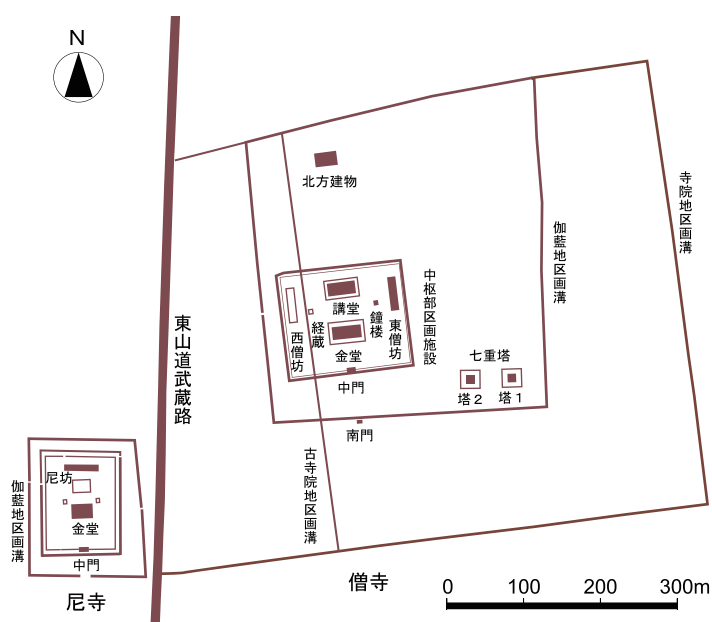 N
北方建物
寺院地区画溝
伽藍地区画溝
中枢部区画施設
講堂
鐘楼
経蔵
東僧坊
西僧坊
金堂
中門
七重塔
塔2
塔1
南門
東山道武蔵路
古寺院地区画溝
尼坊
伽藍地区画溝
金堂
中門
尼寺
僧寺
0 100 200 300m